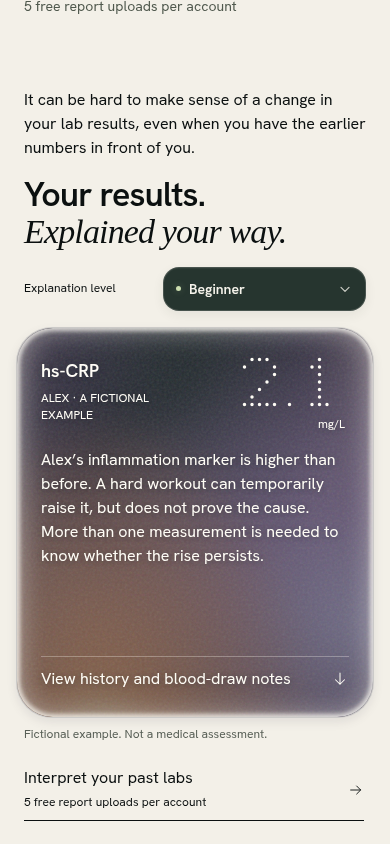 5 free report uploads per account
It can be hard to make sense of a change in
your lab results, even when you have the earlier
numbers in front of you.
Your results.
Explained your way.
Explanation level
Beginner
hs-CRP
2.1
ALEX · A FICTIONAL
EXAMPLE
mg/L
Alex’s inflammation marker is higher than
before. A hard workout can temporarily
raise it, but does not prove the cause.
More than one measurement is needed to
know whether the rise persists.
View history and blood-draw notes
Fictional example. Not a medical assessment.
Interpret your past labs
5 free report uploads per account